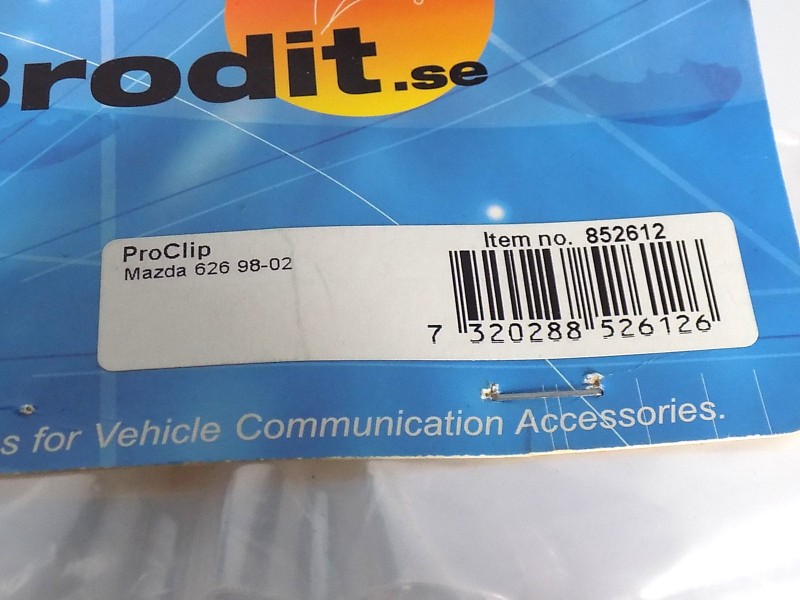 Brodit.se
ProClip
Mazda 626 98-02
Item no. 852612
7 320288 526126
s for Vehicle Communication Accessories.